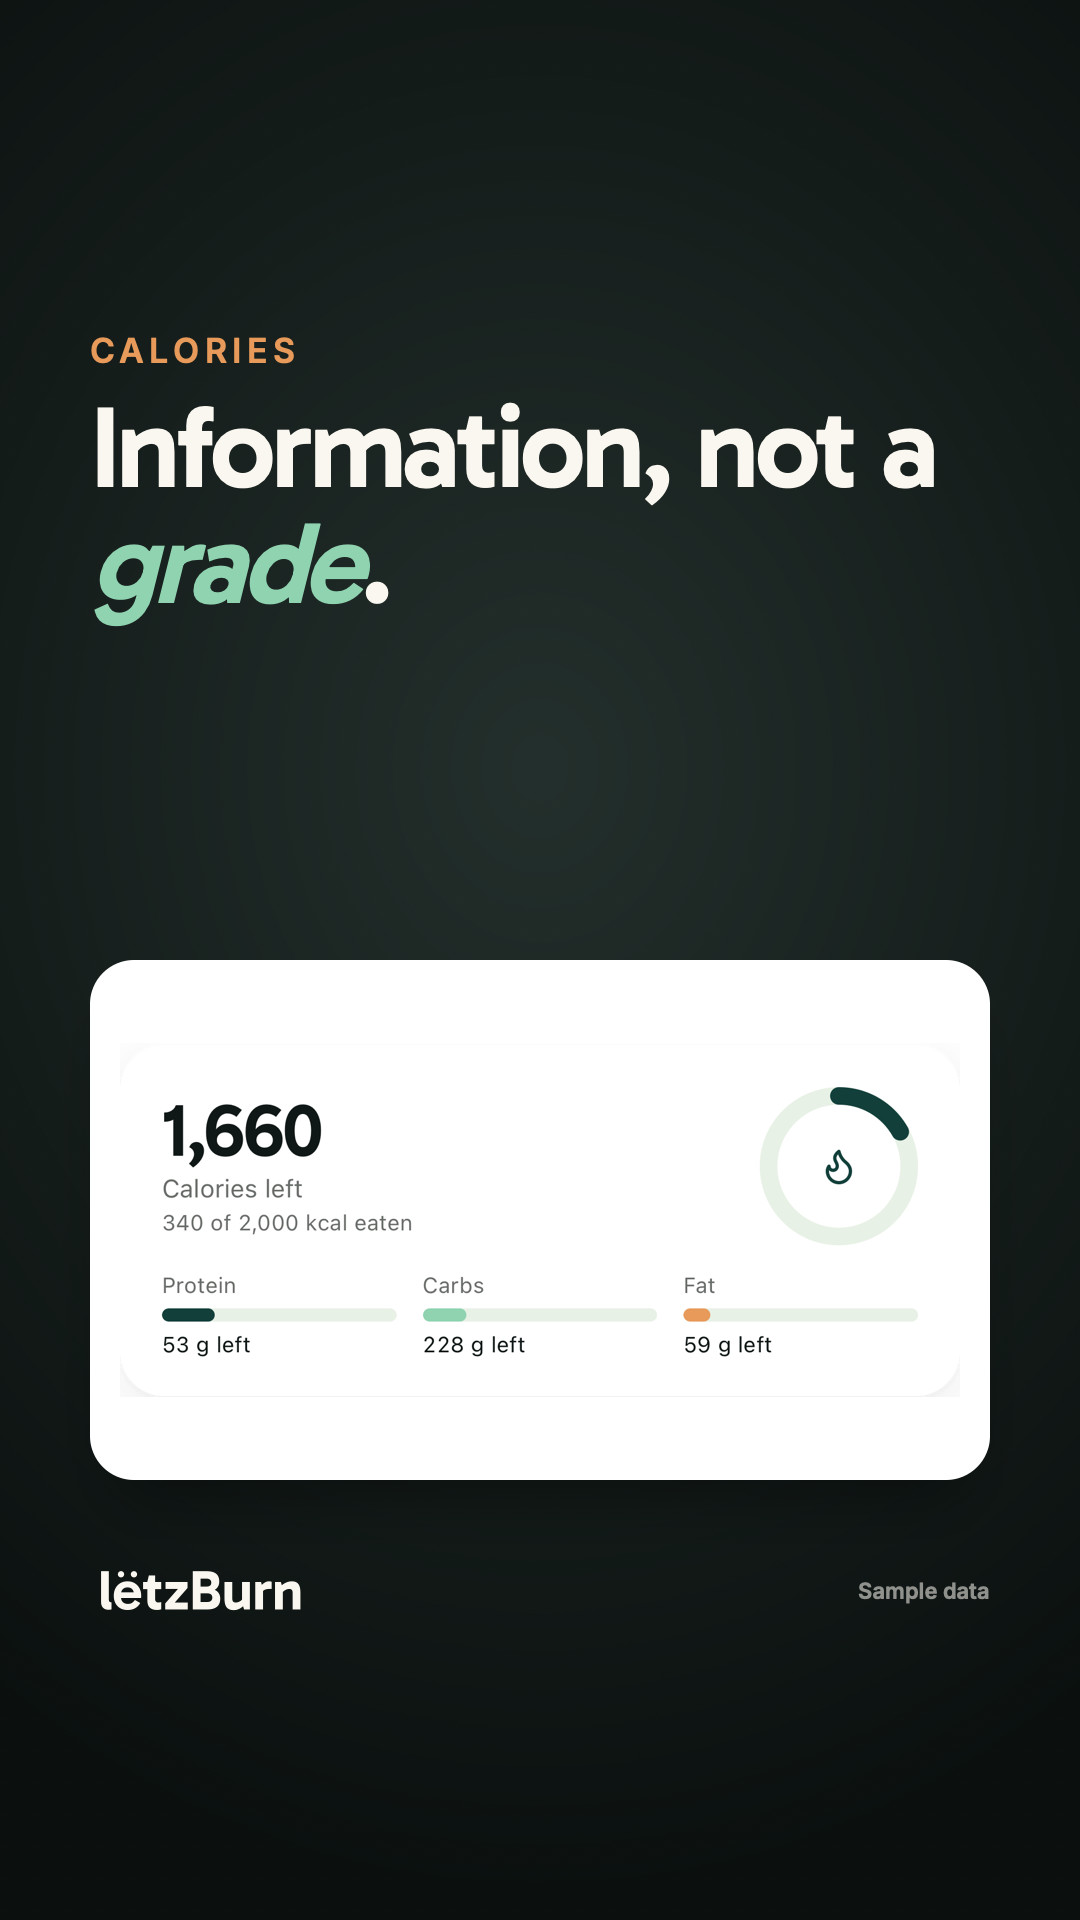 CALORIES
Information, not a
grade.
1,660
Calories left
340 of 2,000 kcal eaten
Protein
Carbs
Fat
53 g left
228 g left
59 g left
lëtzBurn
Sample data